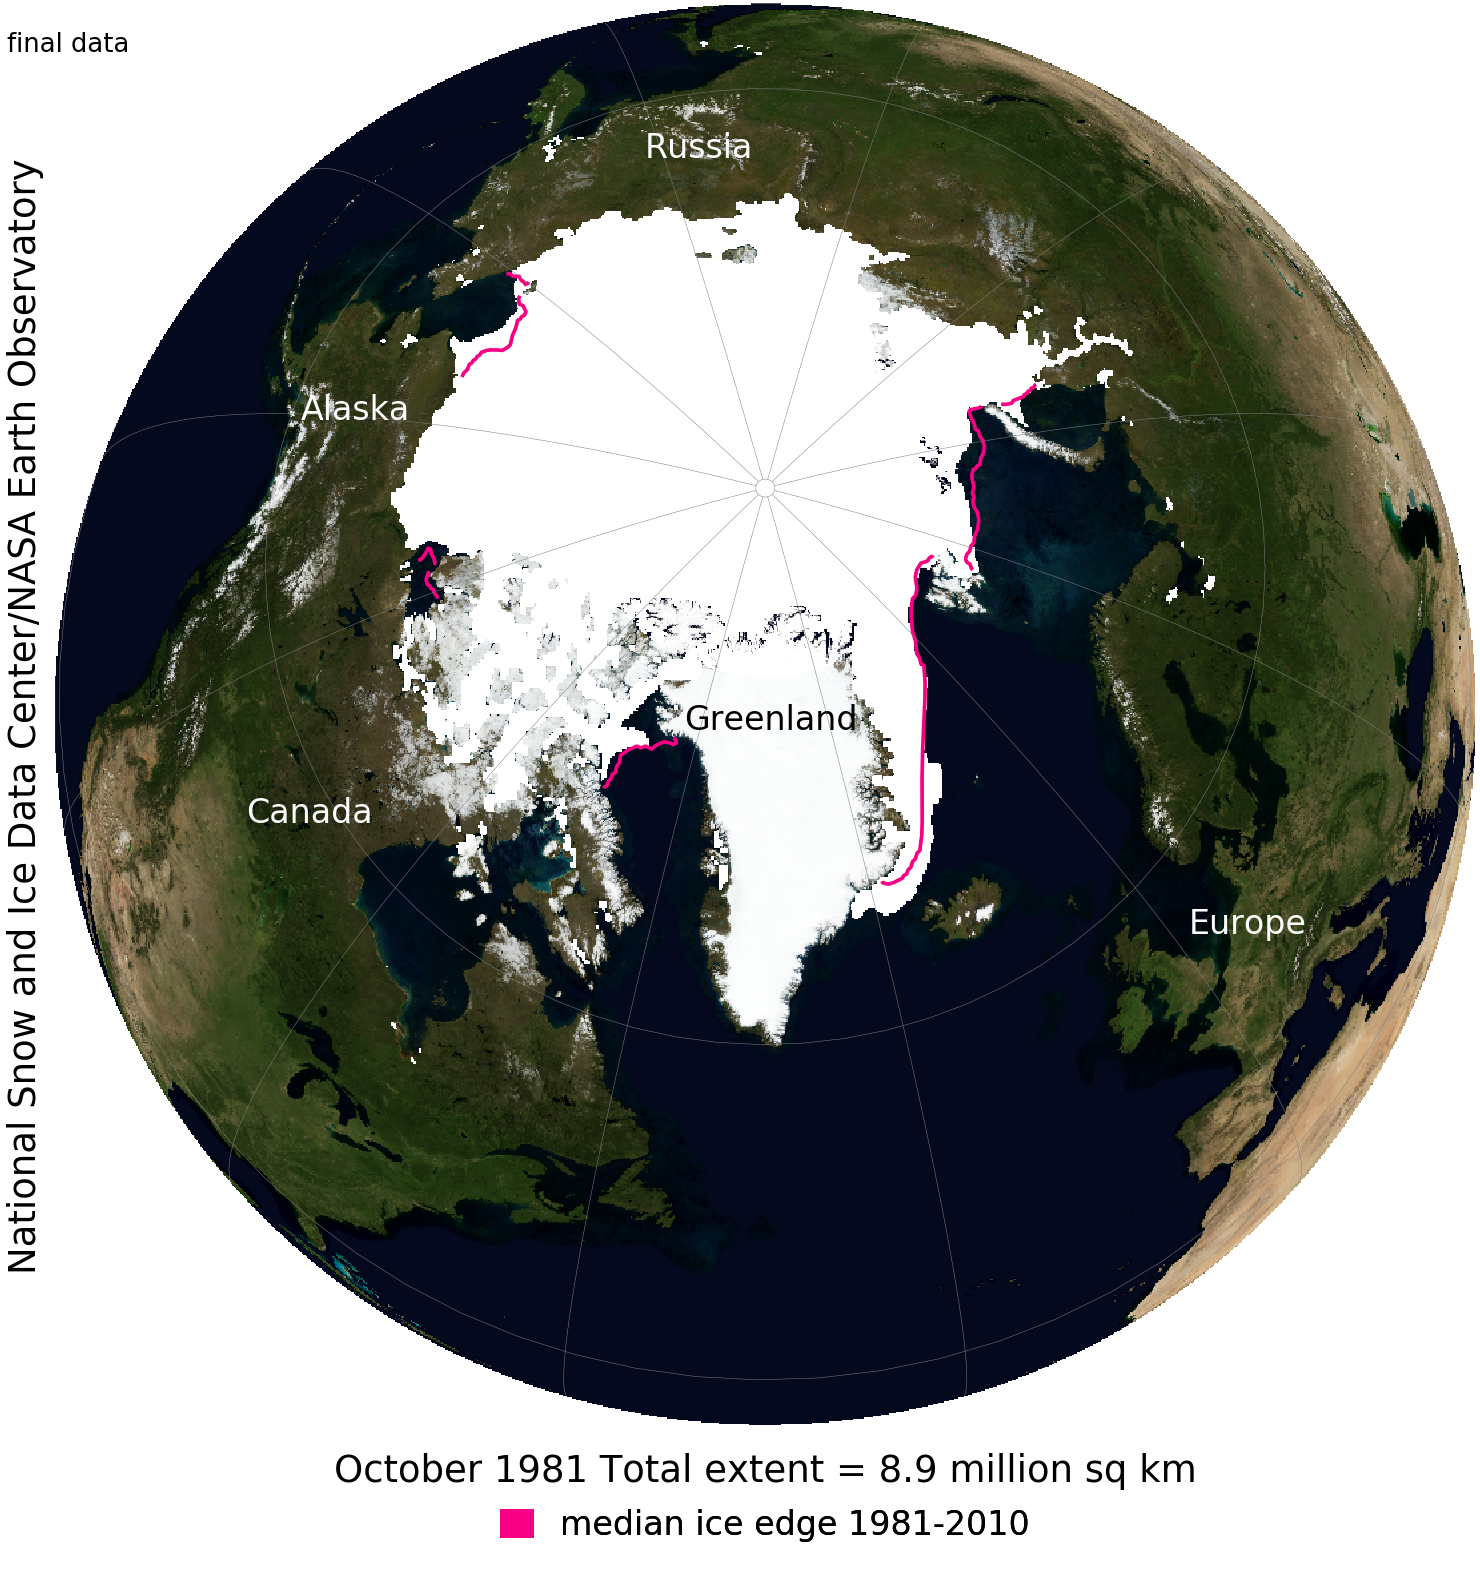 final data
National Snow and Ice Data Center/NASA Earth Observatory
Russia
Alaska
Greenland
Canada
Europe
October 1981 Total extent = 8.9 million sq km
median ice edge 1981-2010